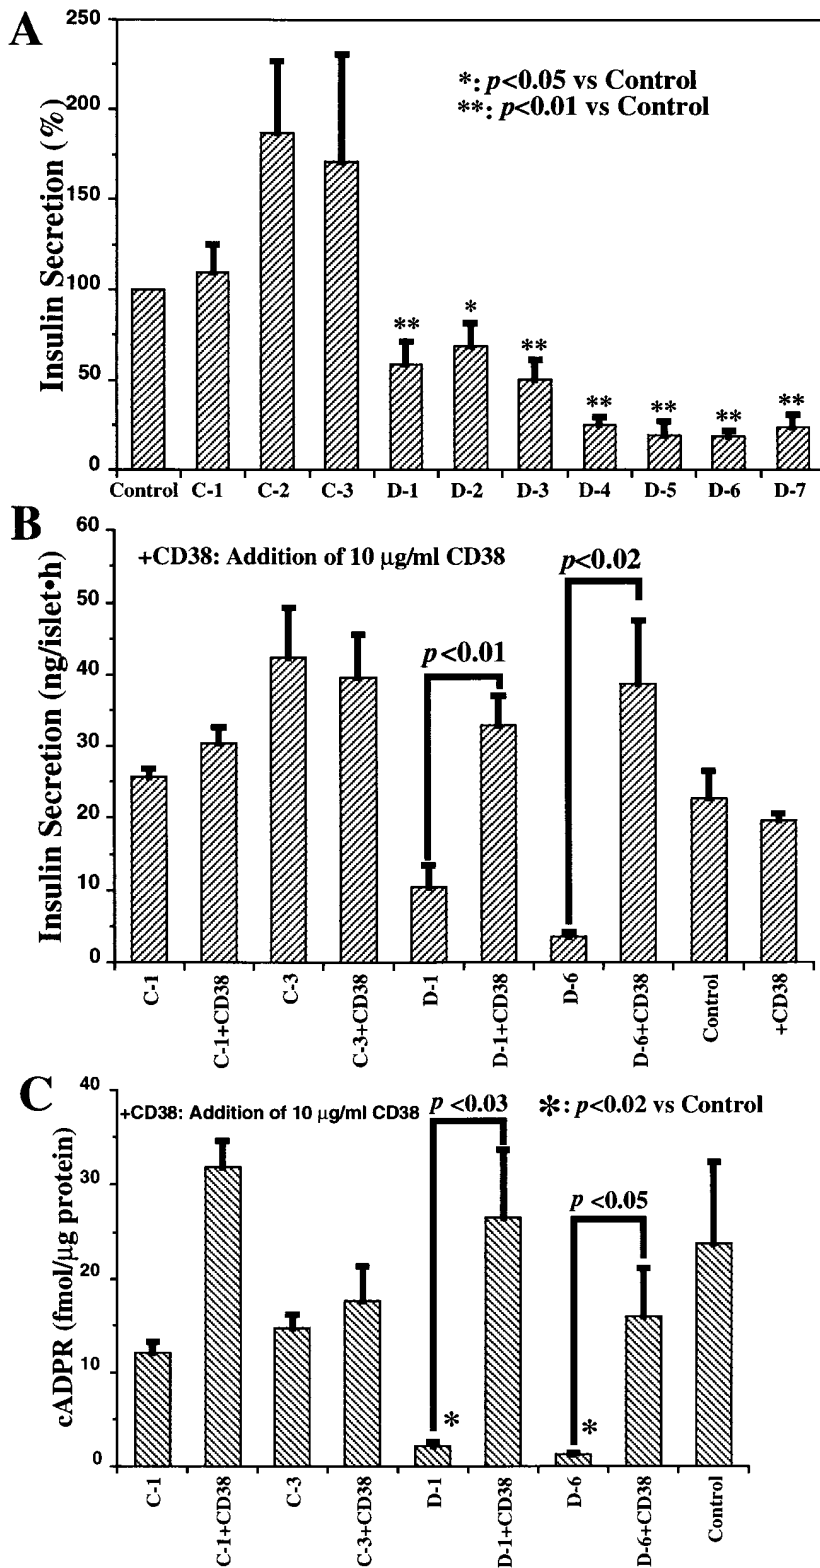 A
Insulin Secretion (%)
250
200
150
100
50
0
*: p<0.05 vs Control
**: p<0.01 vs Control
** * ** ** ** ** **
Control C-1 C-2 C-3 D-1 D-2 D-3 D-4 D-5 D-6 D-7
B
Insulin Secretion (ng/islet•h)
60
50
40
30
20
10
0
+CD38: Addition of 10 μg/ml CD38
p<0.01
p<0.02
C-1
C-1+CD38
C-3
C-3+CD38
D-1
D-1+CD38
D-6
D-6+CD38
Control
+CD38
C
cADPR (fmol/μg protein)
40
30
20
10
0
+CD38: Addition of 10 μg/ml CD38
p <0.03
*: p<0.02 vs Control
p <0.05
*
*
C-1
C-1+CD38
C-3
C-3+CD38
D-1
D-1+CD38
D-6
D-6+CD38
Control